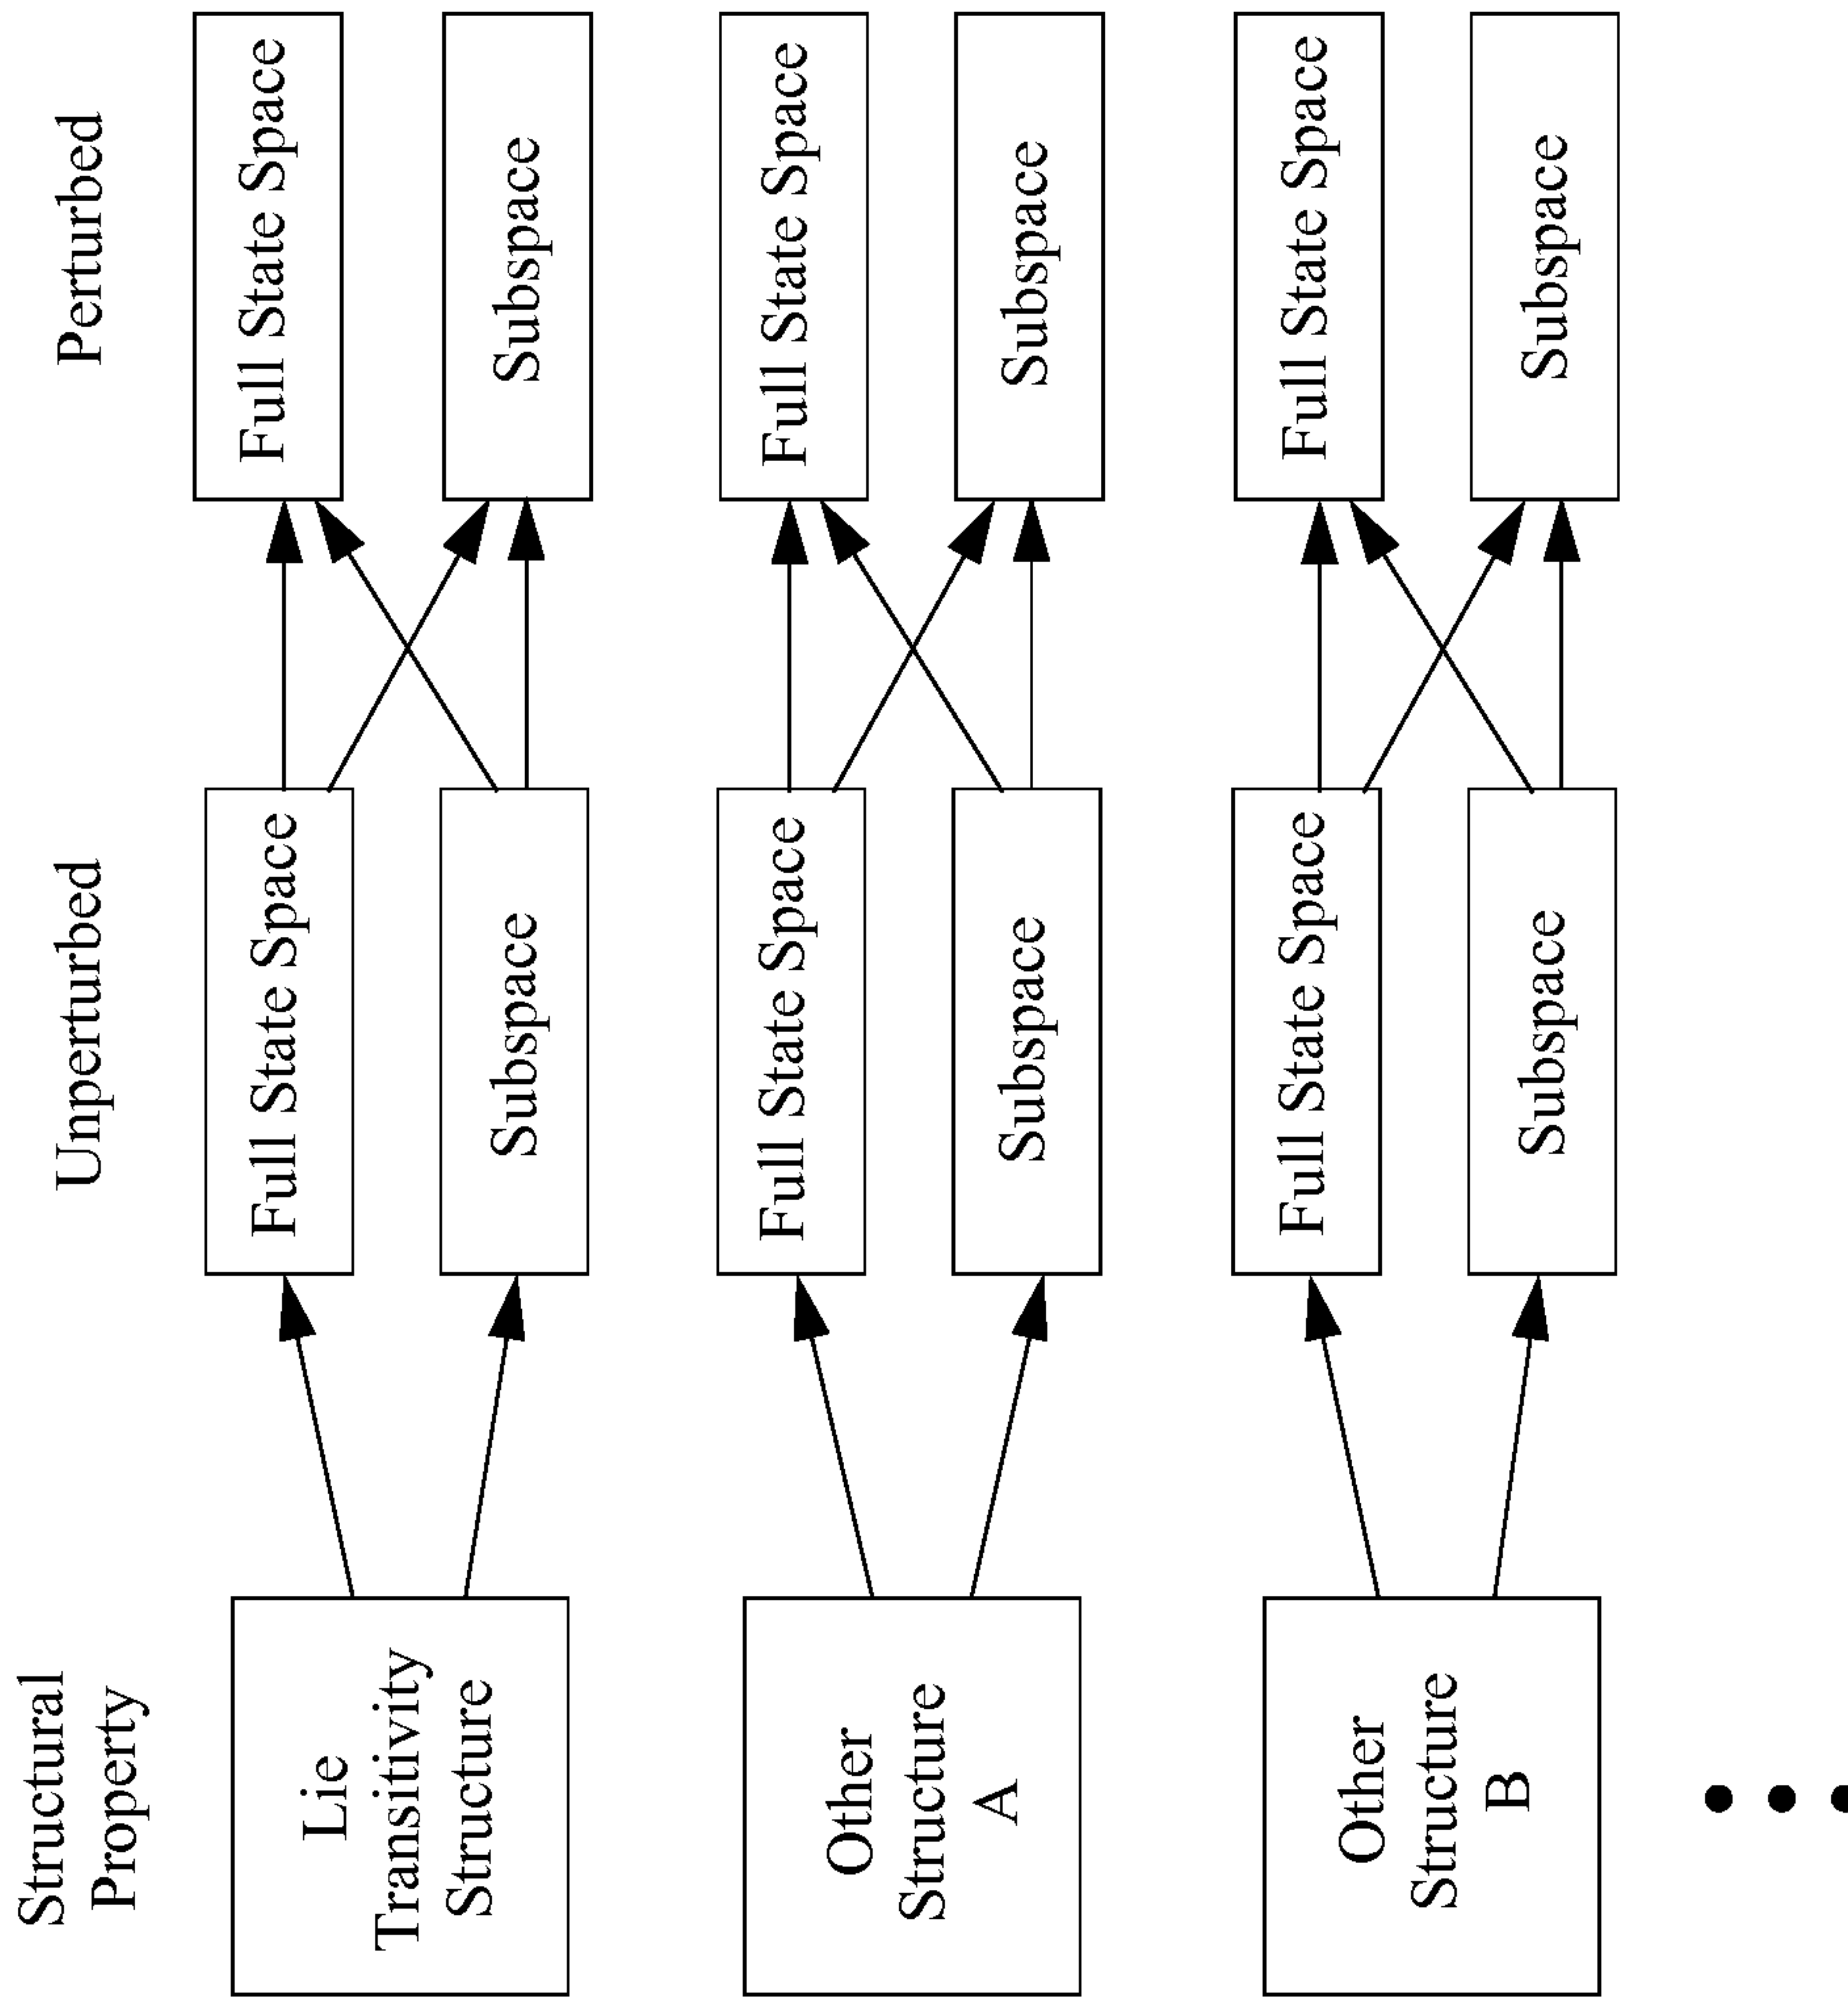 Structural
Property
Unperturbed
Perturbed
Lie
Transitivity
Structure
Full State Space
Full State Space
Subspace
Subspace
Other
Structure
A
Full State Space
Full State Space
Subspace
Subspace
Other
Structure
B
Full State Space
Full State Space
Subspace
Subspace